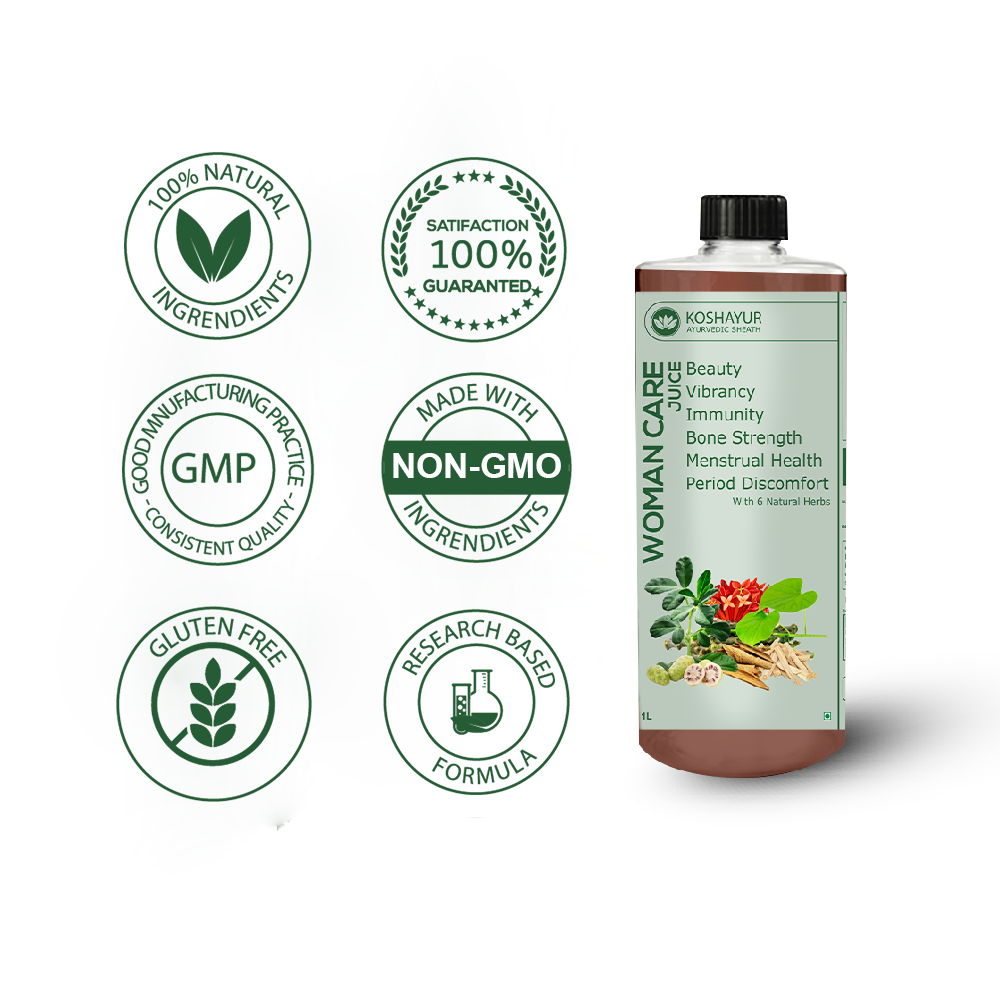 100% NATURAL
INGRENDIENTS
SATIFACTION
100%
GUARANTED
GOOD MNUFACTURING PRACTICE
GMP
- CONSISTENT QUALITY -
MADE WITH
NON-GMO
INGRENDIENTS
GLUTEN FREE
RESEARCH BASED
FORMULA
KOSHAYUR
AYURVEDIC SHEATH
WOMAN CARE
JUICE
Beauty
Vibrancy
Immunity
Bone Strength
Menstrual Health
Period Discomfort
With 6 Natural Herbs
1L